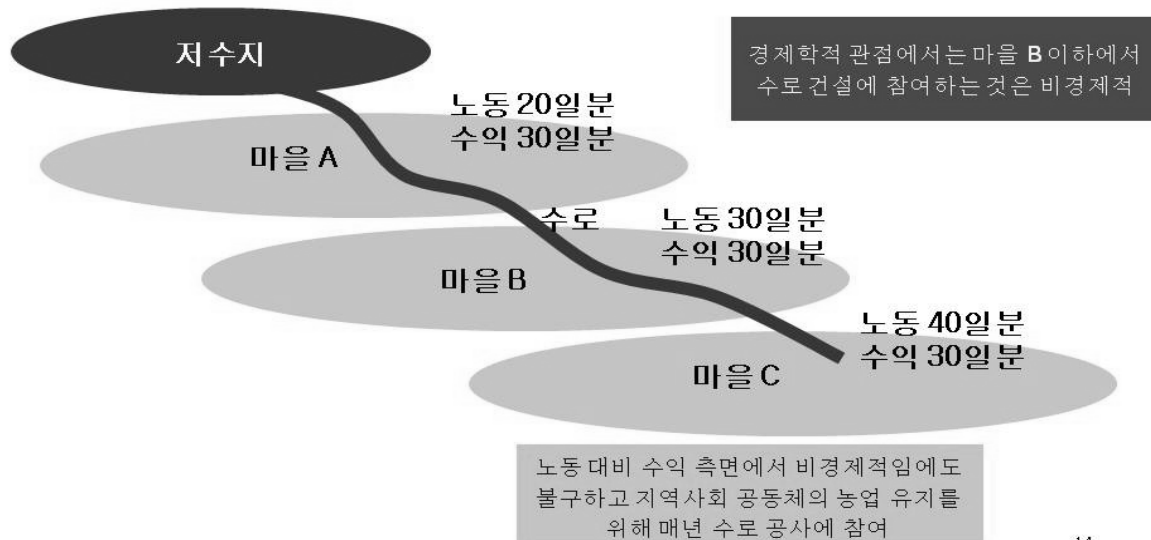 저수지
경제학적 관점에서는 마을 B 이하에서
수로 건설에 참여하는 것은 비경제적
노동 20일분
수익 30일분
마을 A
수로
노동 30일분
수익 30일분
마을B
노동 40일분
수익 30일분
마을C
노동 대비 수익 측면에서 비경제적임에도
불구하고 지역사회 공동체의 농업 유지를
위해 매년 수로 공사에 참여